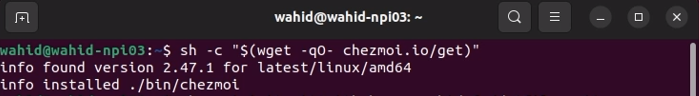 wahid@wahid-npi03: ~
wahid@wahid-npi03:~$ sh -c "$(wget -qO- chezmoi.io/get)"
info found version 2.47.1 for latest/linux/amd64
info installed ./bin/chezmoi